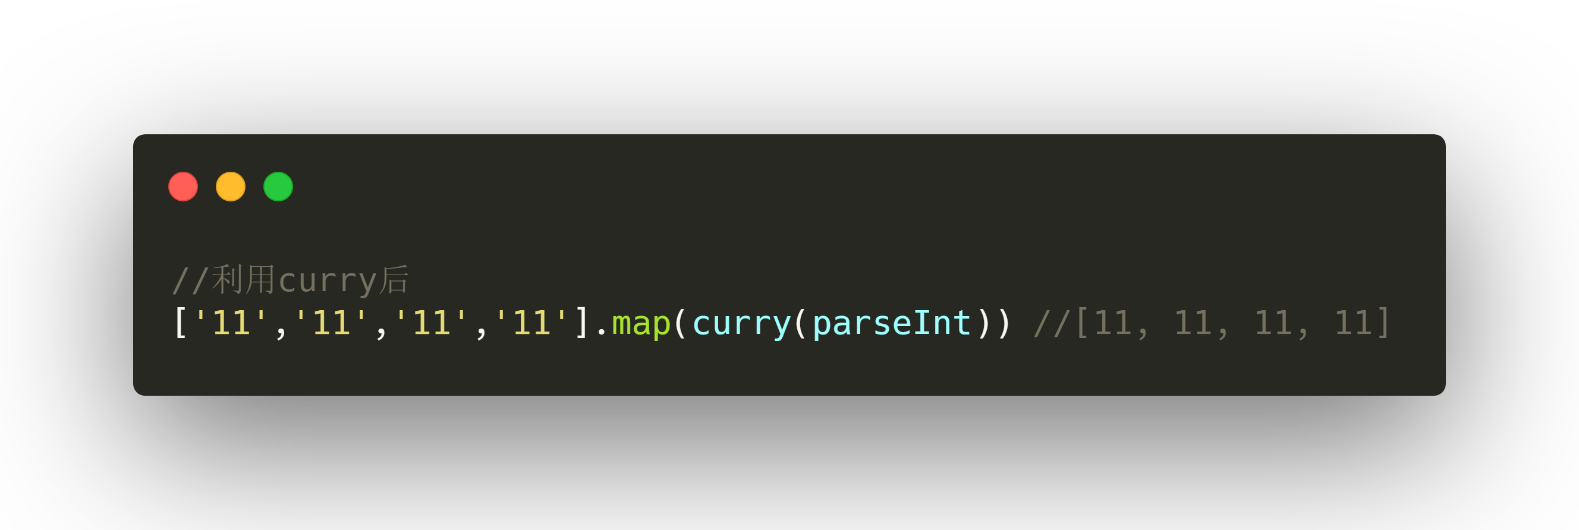 //利用curry后
['11','11','11','11'].map(curry(parseInt)) //[11, 11, 11, 11]